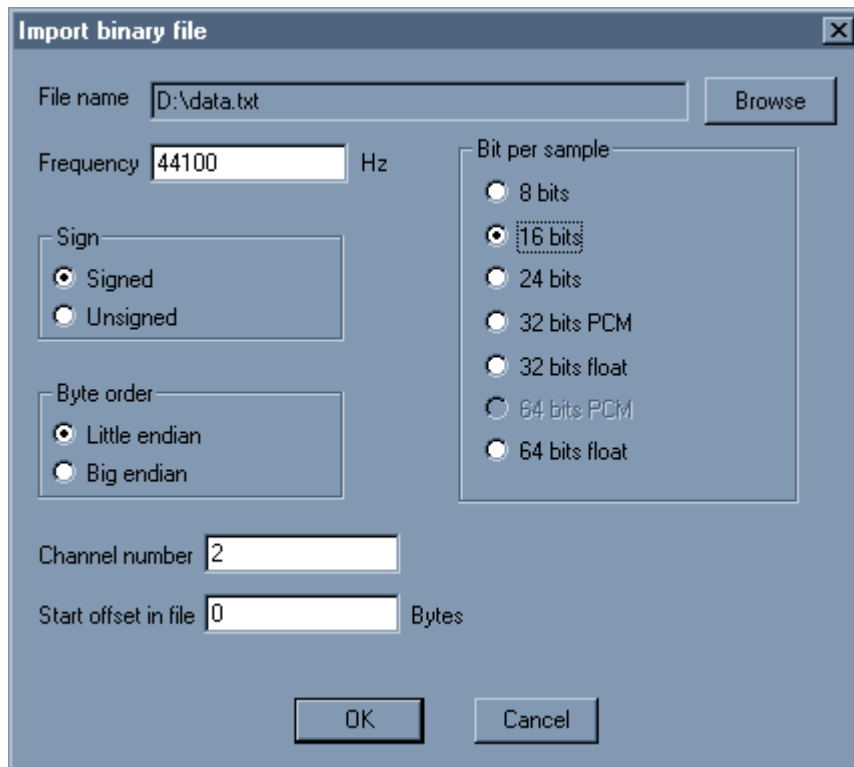 Import binary file
File name D:\data.txt Browse
Frequency 44100 Hz
Sign
Signed
Unsigned
Byte order
Little endian
Big endian
Bit per sample
8 bits
16 bits
24 bits
32 bits PCM
32 bits float
64 bits PCM
64 bits float
Channel number 2
Start offset in file 0 Bytes
OK Cancel